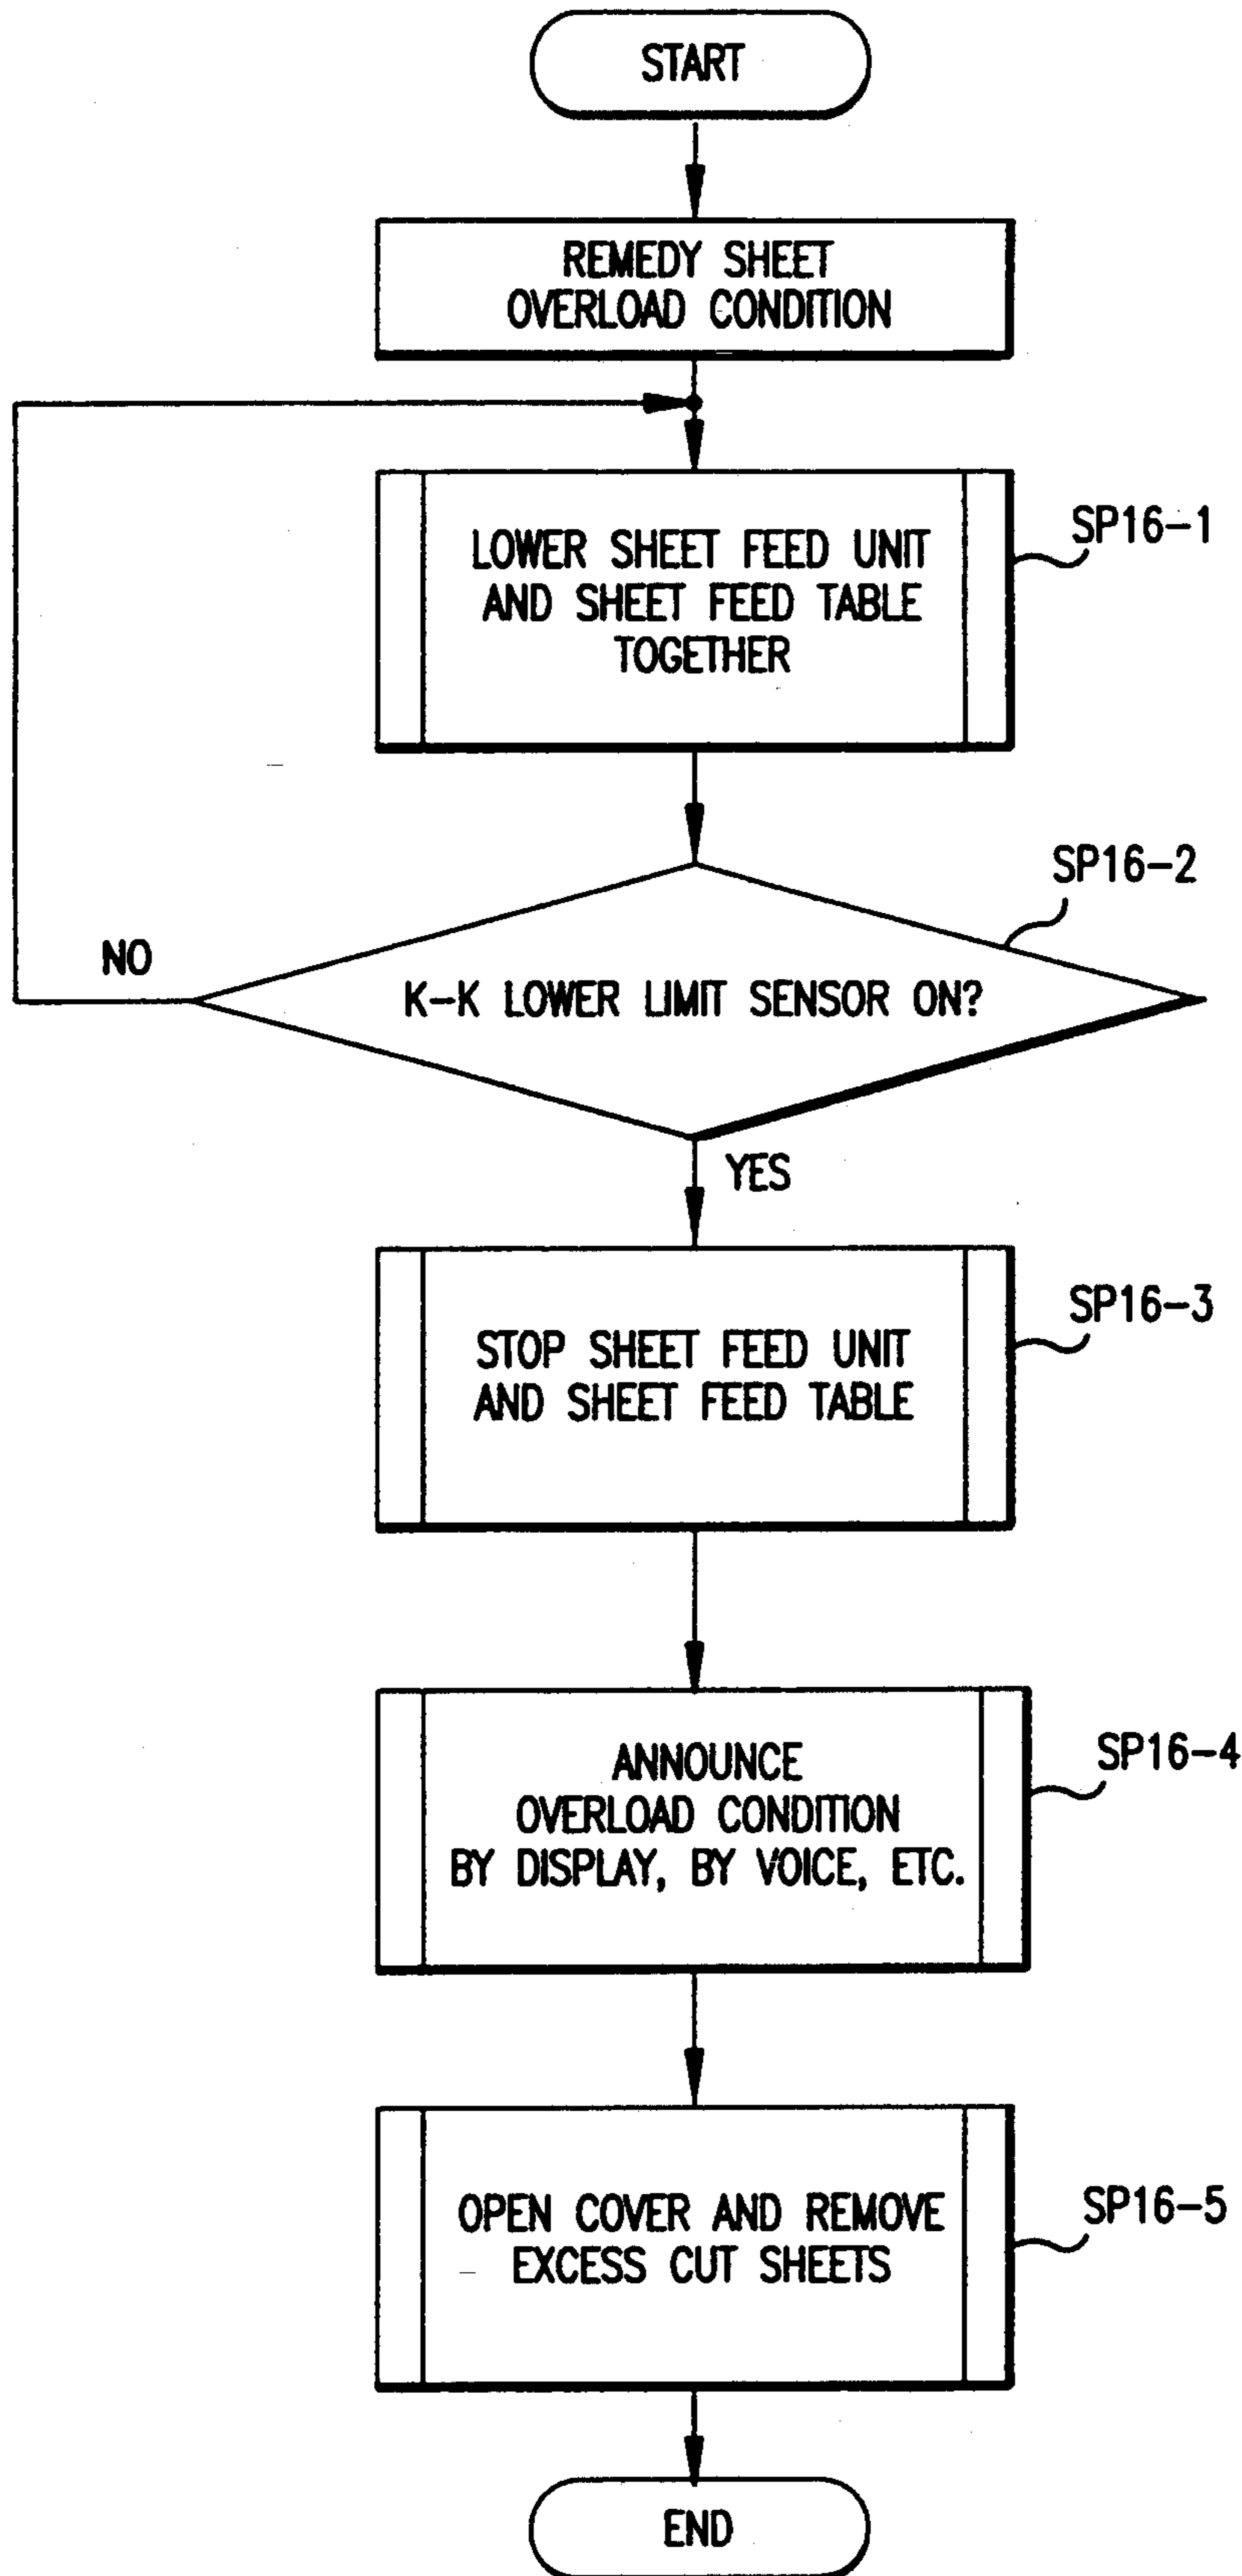 START
REMEDY SHEET
OVERLOAD CONDITION
LOWER SHEET FEED UNIT
AND SHEET FEED TABLE
TOGETHER
SP16-1
SP16-2
NO
K-K LOWER LIMIT SENSOR ON?
YES
STOP SHEET FEED UNIT
AND SHEET FEED TABLE
SP16-3
ANNOUNCE
OVERLOAD CONDITION
BY DISPLAY, BY VOICE, ETC.
SP16-4
OPEN COVER AND REMOVE
EXCESS CUT SHEETS
SP16-5
END